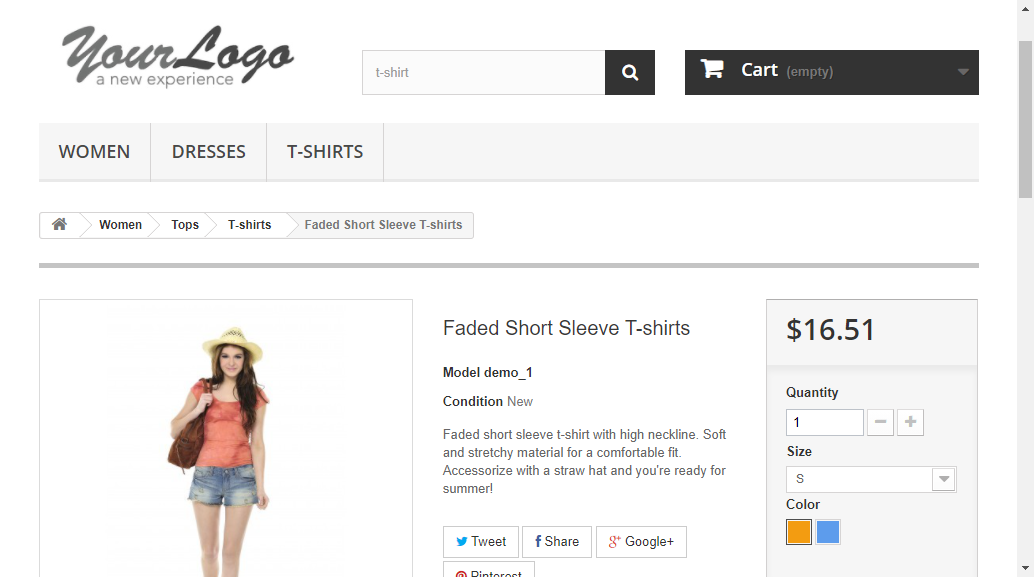 YourLogo
a new experience
t-shirt
Cart (empty)
WOMEN DRESSES T-SHIRTS
Women Tops T-shirts Faded Short Sleeve T-shirts
Faded Short Sleeve T-shirts
Model demo_1
Condition New
Faded short sleeve t-shirt with high neckline. Soft
and stretchy material for a comfortable fit.
Accessorize with a straw hat and you're ready for
summer!
Tweet Share Google+
Pinterest
$16.51
Quantity
1
Size
S
Color